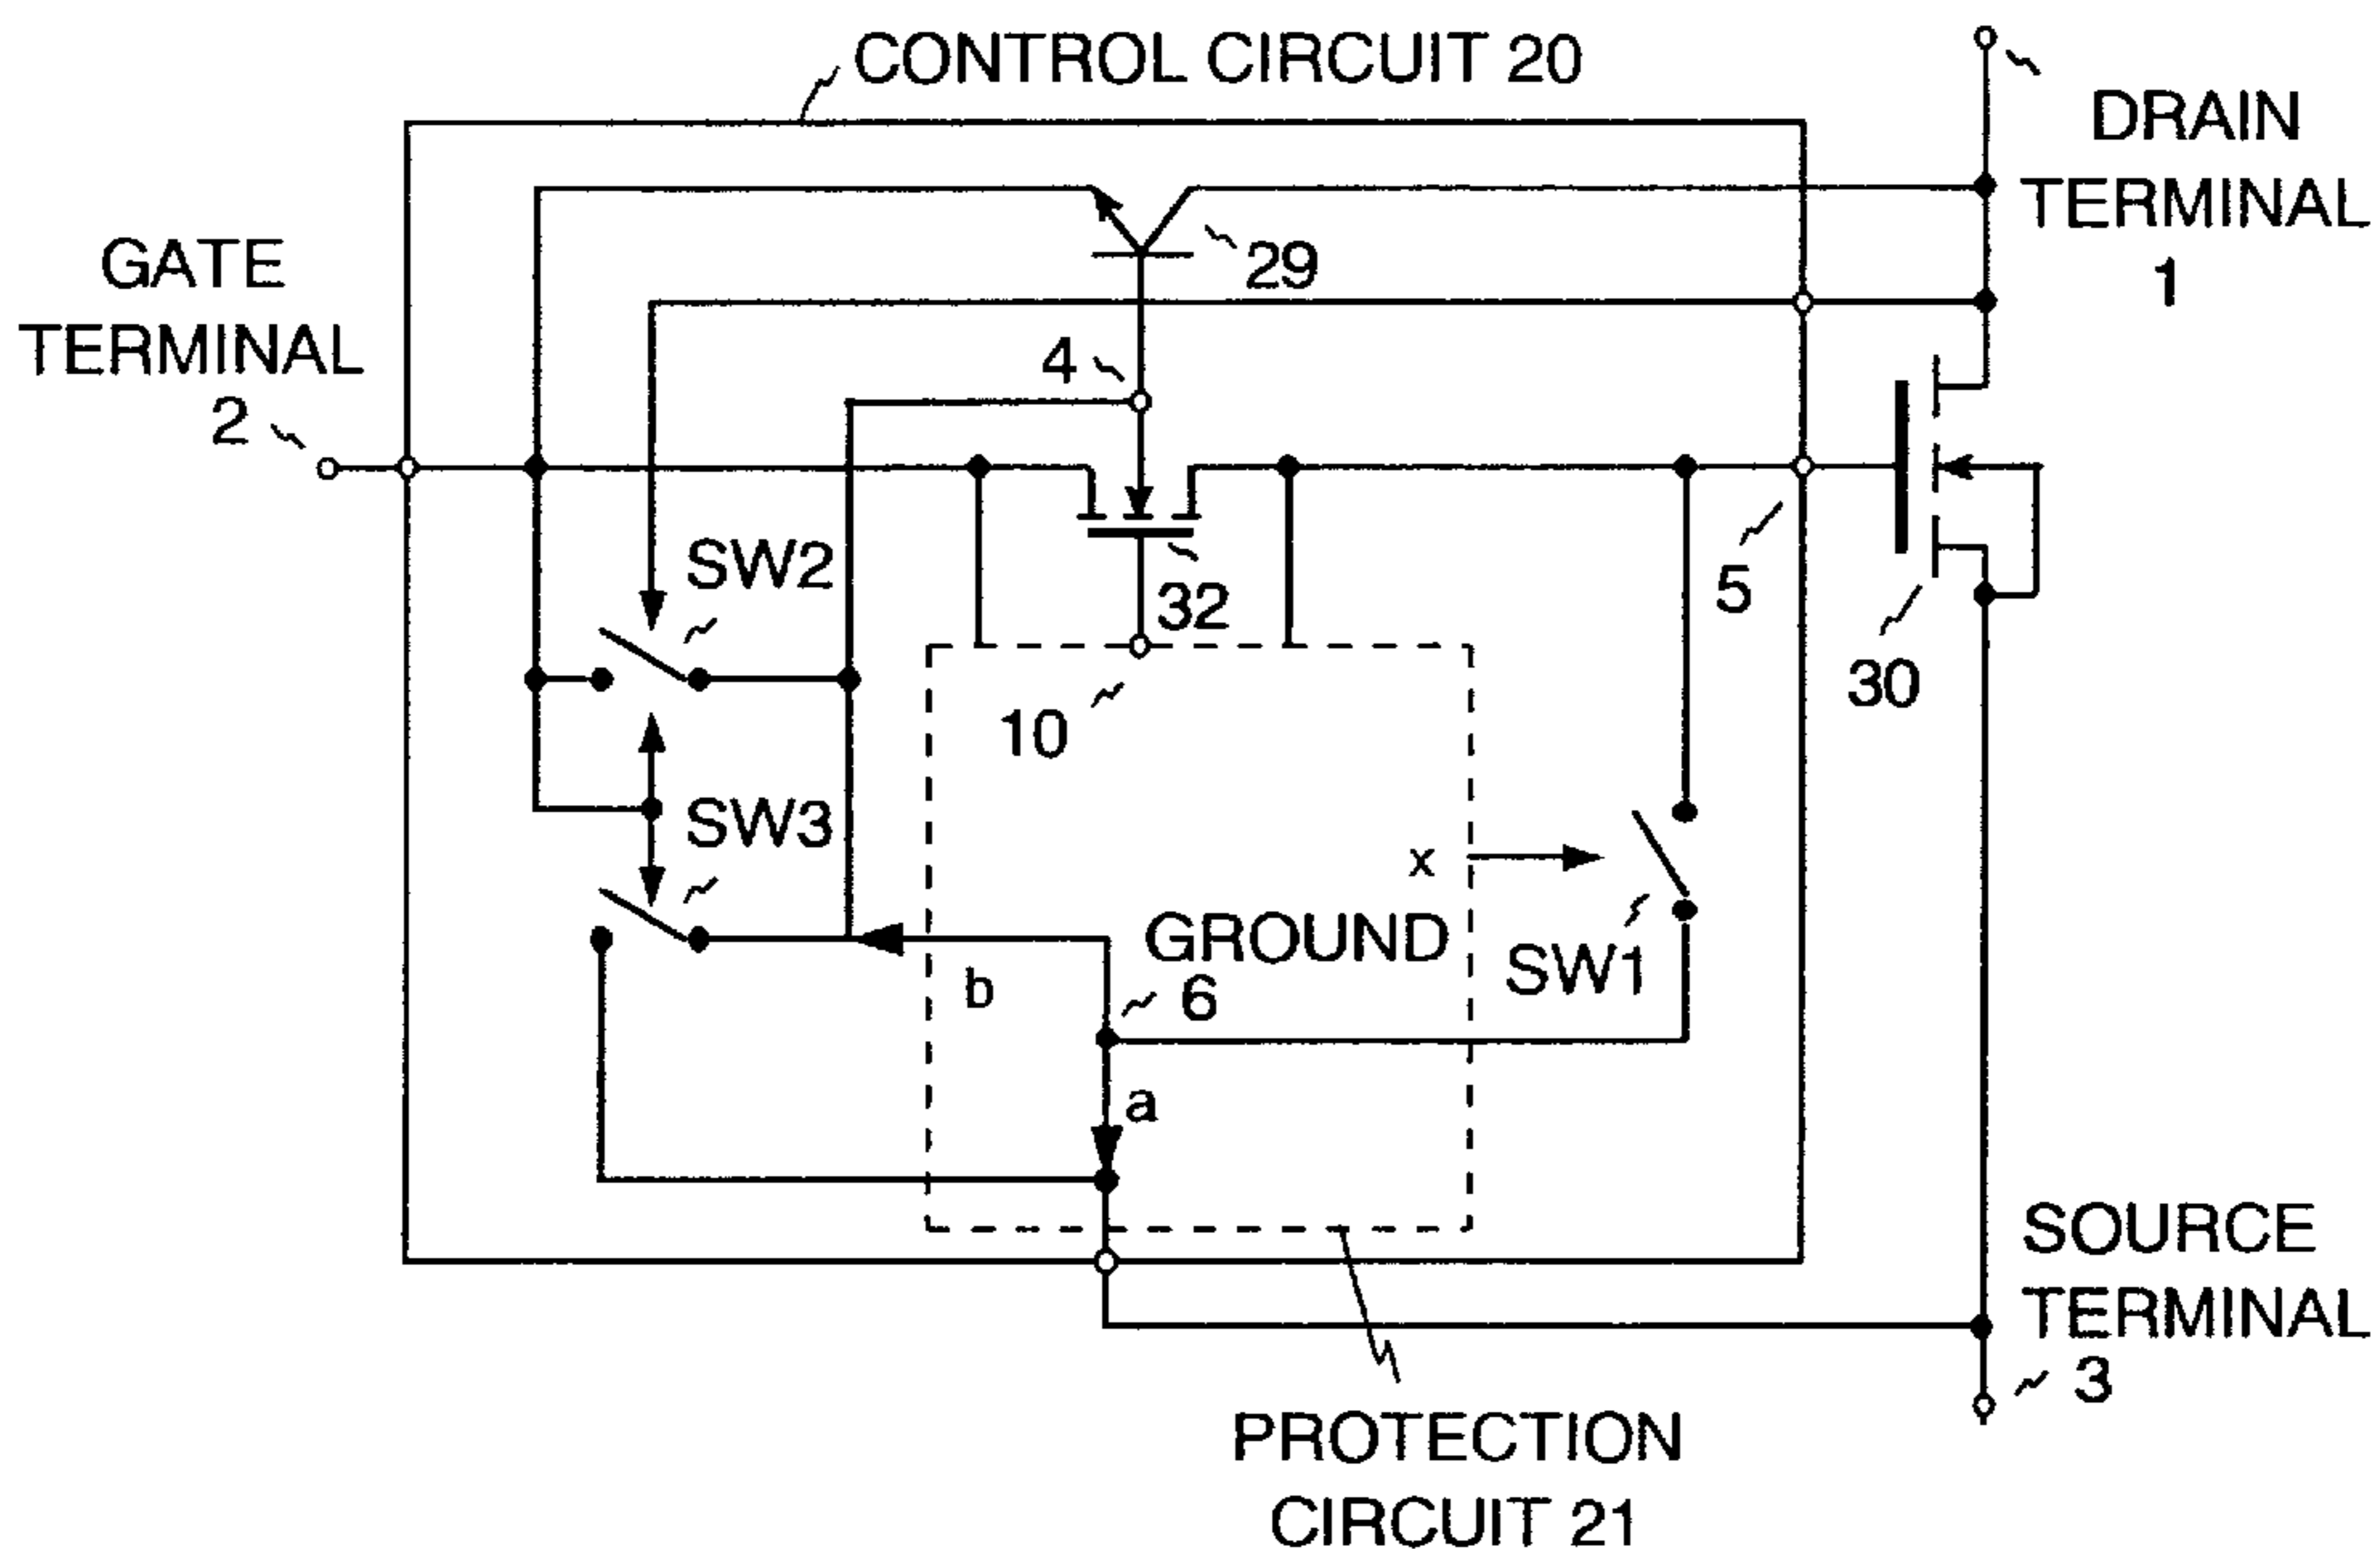 CONTROL CIRCUIT 20
DRAIN
TERMINAL
1
GATE
TERMINAL
2
29
4
SW2
32
5
30
10
SW3
x
GROUND
6
SW1
b
a
SOURCE
TERMINAL
3
PROTECTION
CIRCUIT 21